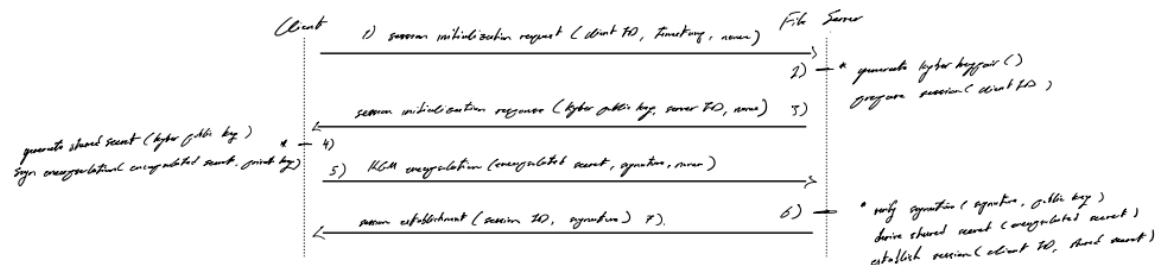 Client
File Server
1) session initialization request (client ID, timestamp, nonce)
2) * generate kyber keypair()
prepare session(client ID)
session initialization response (kyber public key, server ID, nonce) 3)
generate shared secret (kyber public key) * 4)
sign encapsulation(encapsulated secret, private key)
5) KEM encapsulation (encapsulated secret, signature, nonce)
6) * verify signature(signature, public key)
derive shared secret (encapsulated secret)
establish session(client ID, shared secret)
session establishment (session ID, signature) 7).